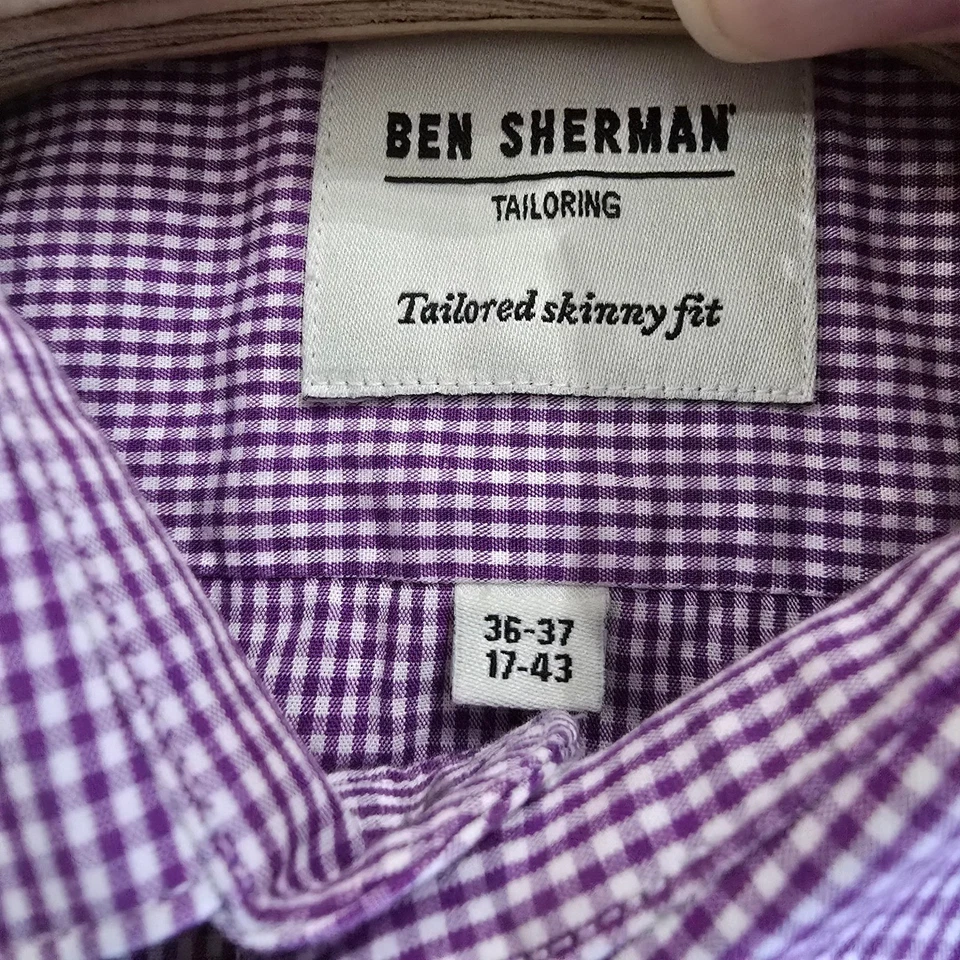 BEN SHERMAN
TAILORING
Tailored skinny fit
36-37
17-43